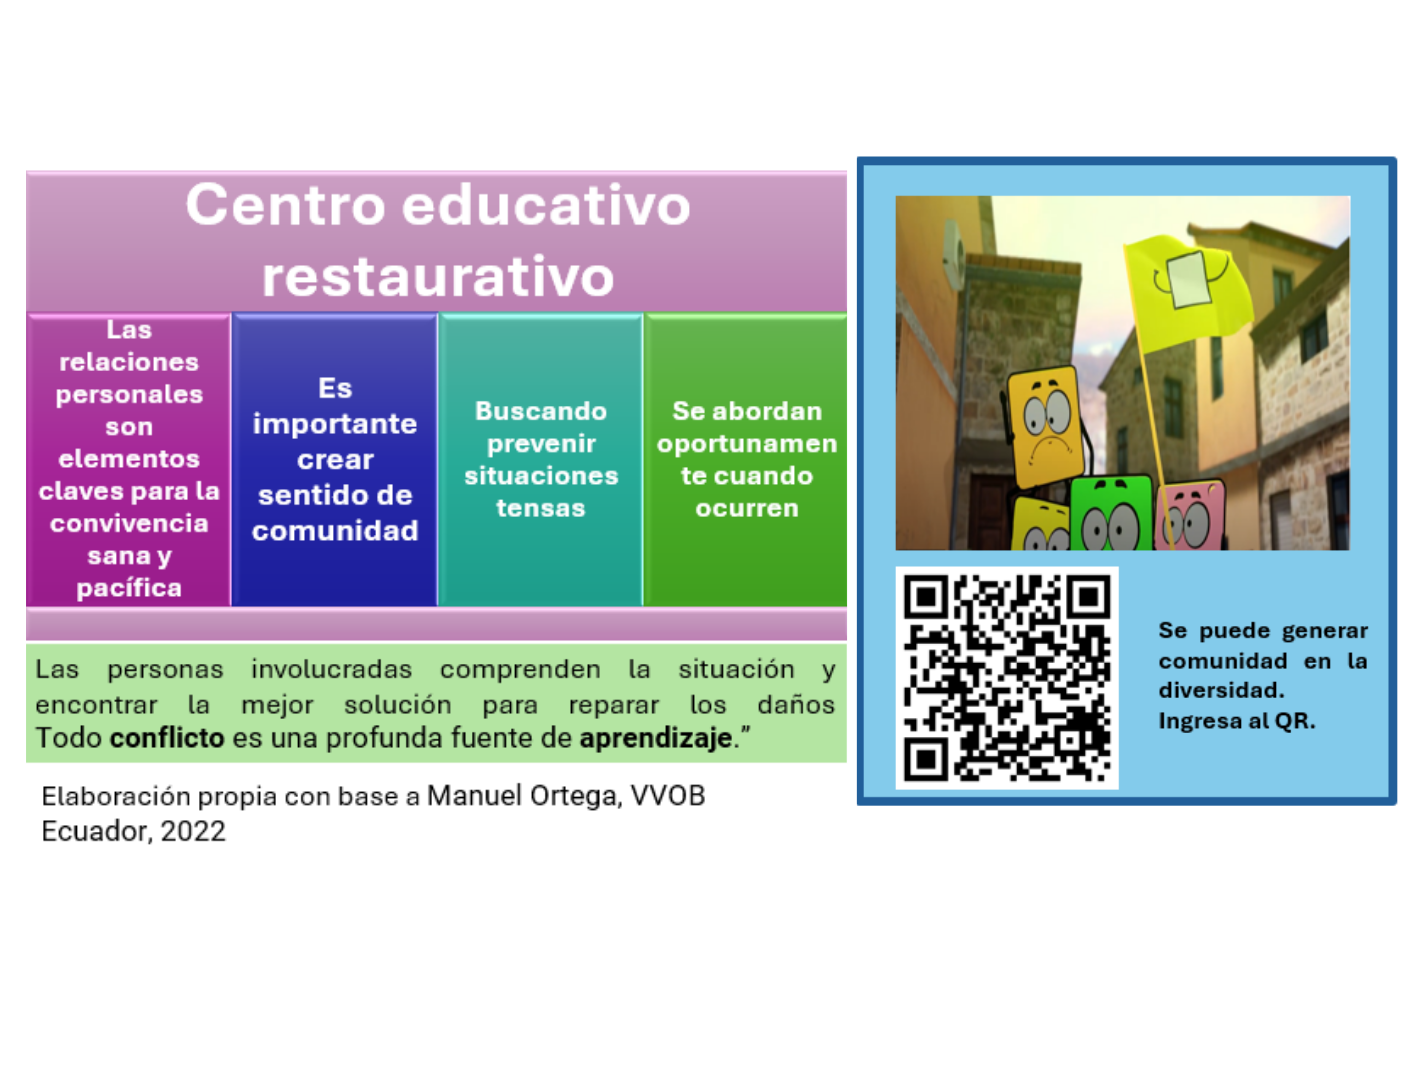 Centro educativo
restaurativo
Las
relaciones
personales
son
elementos
claves para la
convivencia
sana y
pacífica
Es
importante
crear
sentido de
comunidad
Buscando
prevenir
situaciones
tensas
Se abordan
oportunamen
te cuando
ocurren
Las personas involucradas comprenden la situación y
encontrar la mejor solución para reparar los daños
Todo conflicto es una profunda fuente de aprendizaje.”
Elaboración propia con base a Manuel Ortega, VVOB
Ecuador, 2022
Se puede generar
comunidad en la
diversidad.
Ingresa al QR.